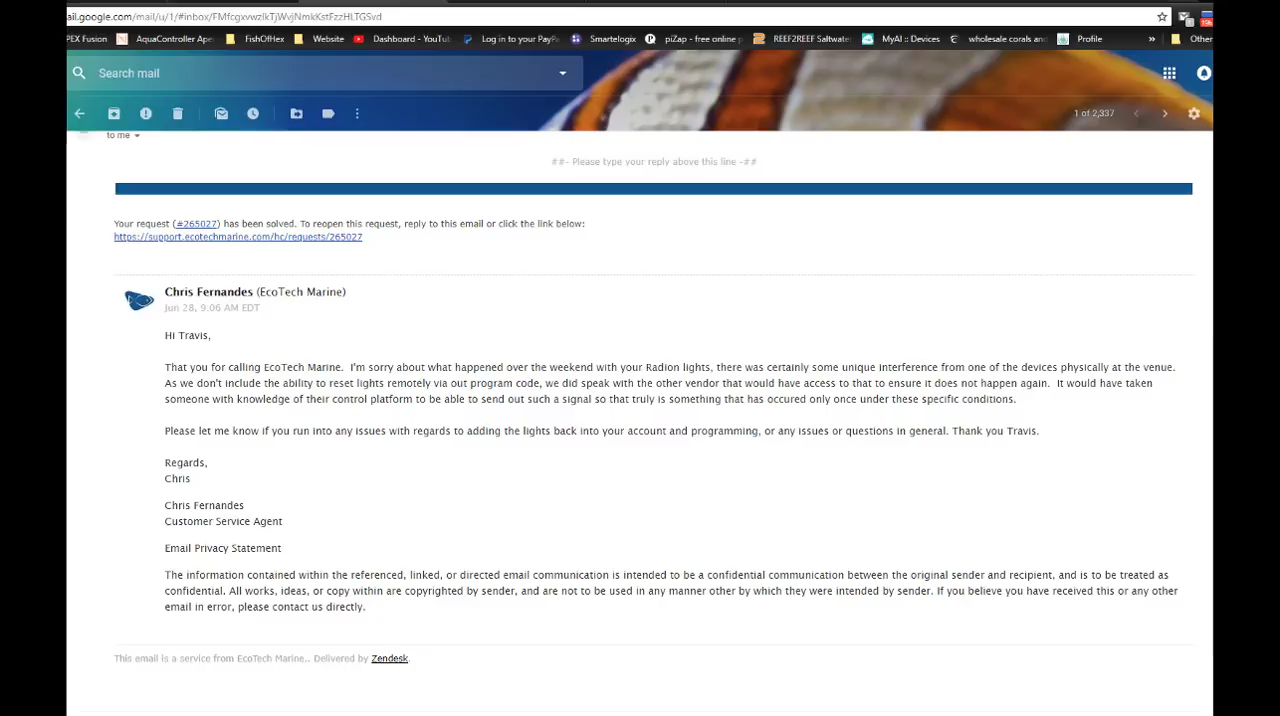 ail.google.com/mail/u/1/#inbox/FMfcgxvwzlkTjWvjNmkKstFzzHLTGSvd
PEX Fusion AquaController Ape FishOfHex Website Dashboard - YouTu Log in to your PayPa Smartelogix piZap - free online p REEF2REEF Saltwate MyAI :: Devices wholesale corals and Profile » Other
Search mail
1 of 2,337
to me
##- Please type your reply above this line -##
Your request (#265027) has been solved. To reopen this request, reply to this email or click the link below:
https://support.ecotechmarine.com/hc/requests/265027
Chris Fernandes (EcoTech Marine)
Jun 28, 9:06 AM EDT
Hi Travis,
That you for calling EcoTech Marine. I'm sorry about what happened over the weekend with your Radion lights, there was certainly some unique interference from one of the devices physically at the venue.
As we don't include the ability to reset lights remotely via out program code, we did speak with the other vendor that would have access to that to ensure it does not happen again. It would have taken
someone with knowledge of their control platform to be able to send out such a signal so that truly is something that has occured only once under these specific conditions.
Please let me know if you run into any issues with regards to adding the lights back into your account and programming, or any issues or questions in general. Thank you Travis.
Regards,
Chris
Chris Fernandes
Customer Service Agent
Email Privacy Statement
The information contained within the referenced, linked, or directed email communication is intended to be a confidential communication between the original sender and recipient, and is to be treated as
confidential. All works, ideas, or copy within are copyrighted by sender, and are not to be used in any manner other by which they were intended by sender. If you believe you have received this or any other
email in error, please contact us directly.
This email is a service from EcoTech Marine.. Delivered by Zendesk.